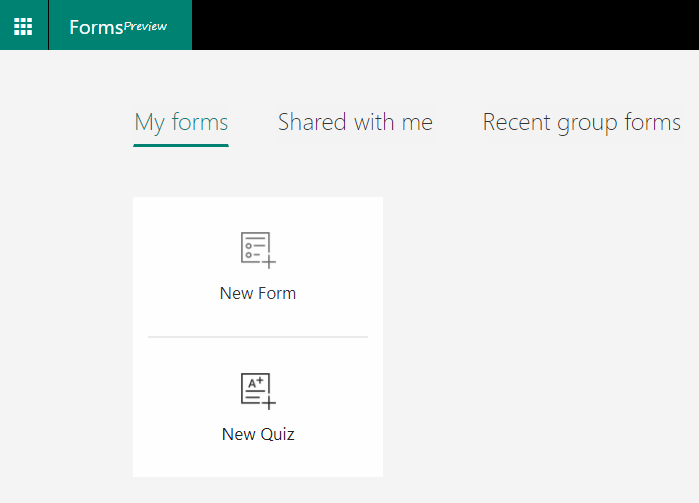 Forms Preview
My forms Shared with me Recent group forms
New Form
A+
New Quiz